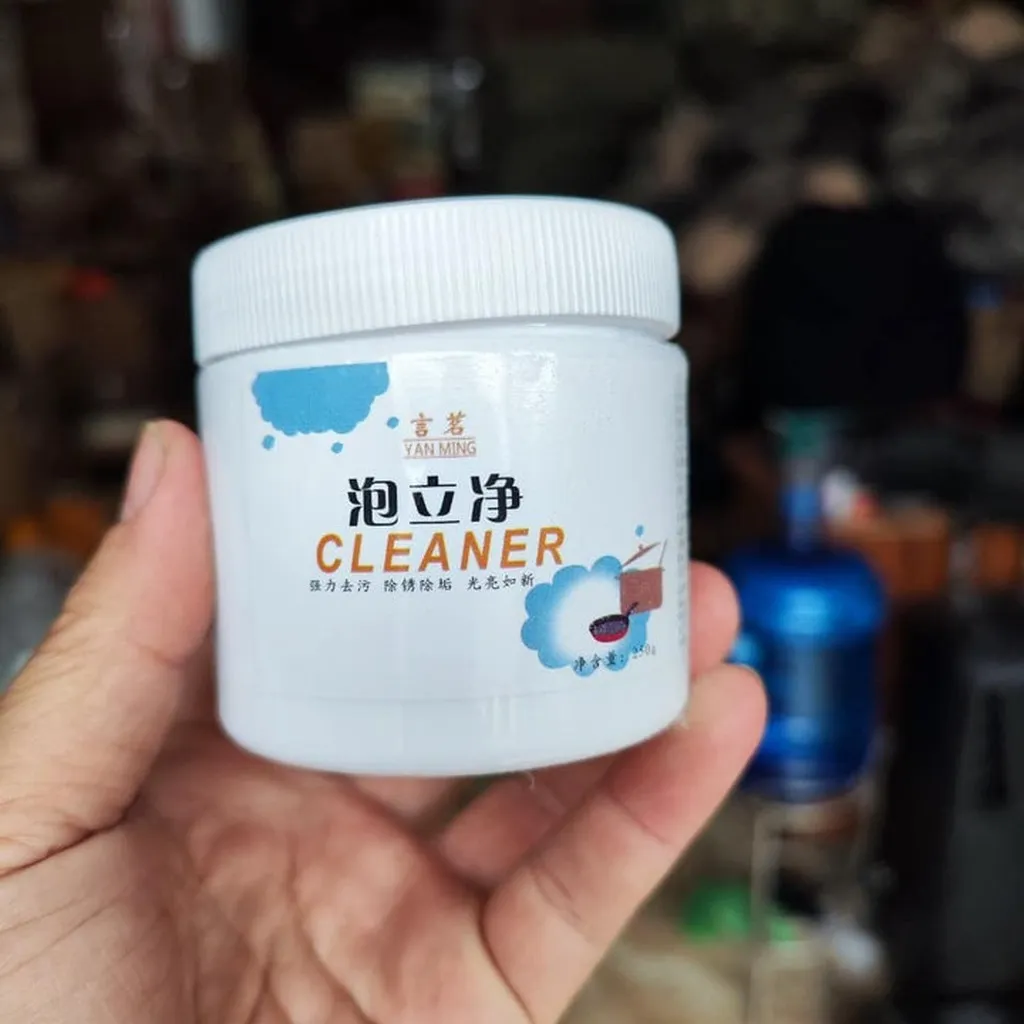 言茗
YAN MING
泡立净
CLEANER
强力去污 除锈除垢 光亮如新
净含量：250g